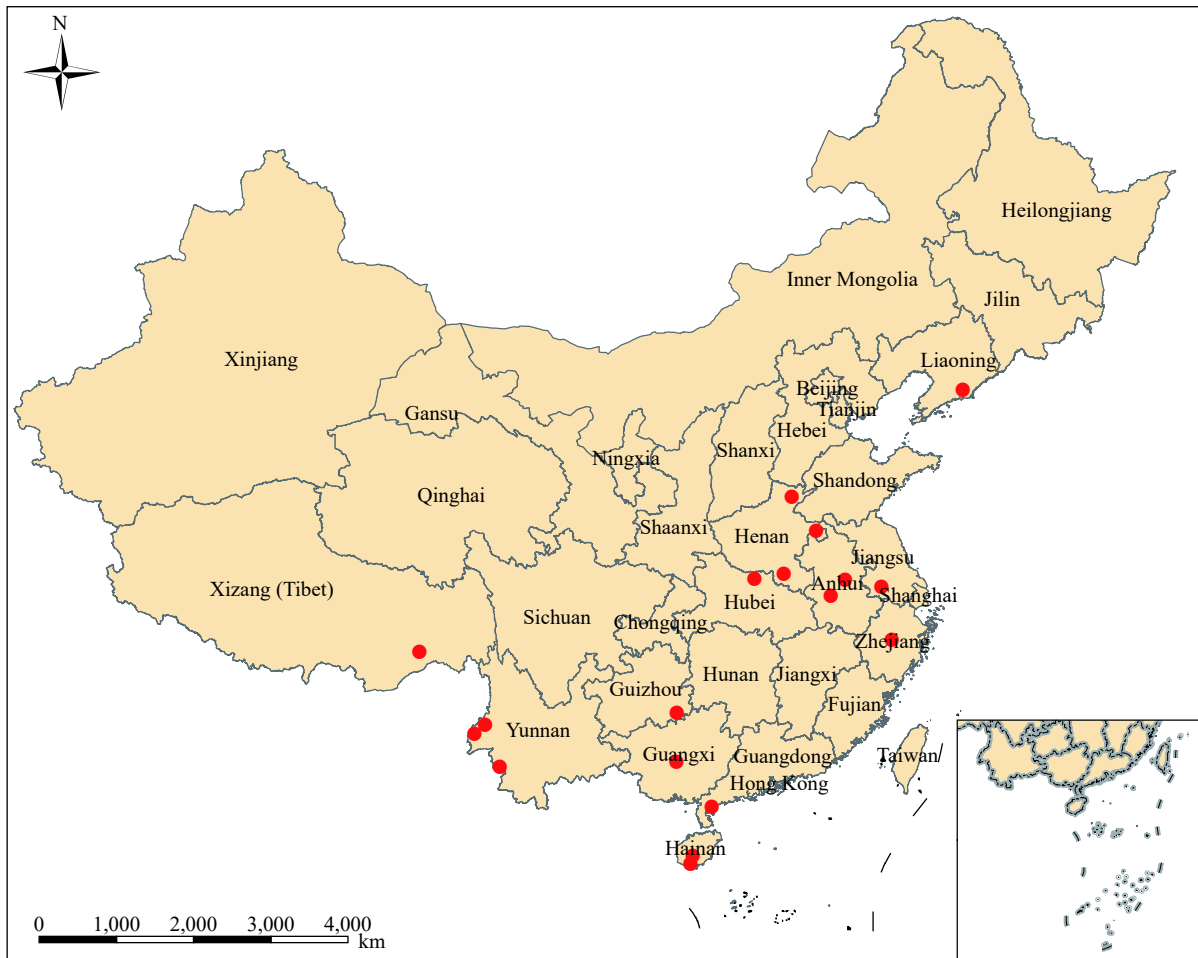 N
Heilongjiang
Inner Mongolia
Jilin
Xinjiang
Liaoning
Beijing
Gansu
Tianjin
Hebei
Shanxi
Ningxia
Shandong
Qinghai
Shaanxi
Henan
Jiangsu
Xizang (Tibet)
Anhui
Shanghai
Hubei
Sichuan
Chongqing
Zhejiang
Hunan
Jiangxi
Guizhou
Fujian
Yunnan
Guangxi
Guangdong
Taiwan
Hong Kong
Hainan
0 1,000 2,000 3,000 4,000
km